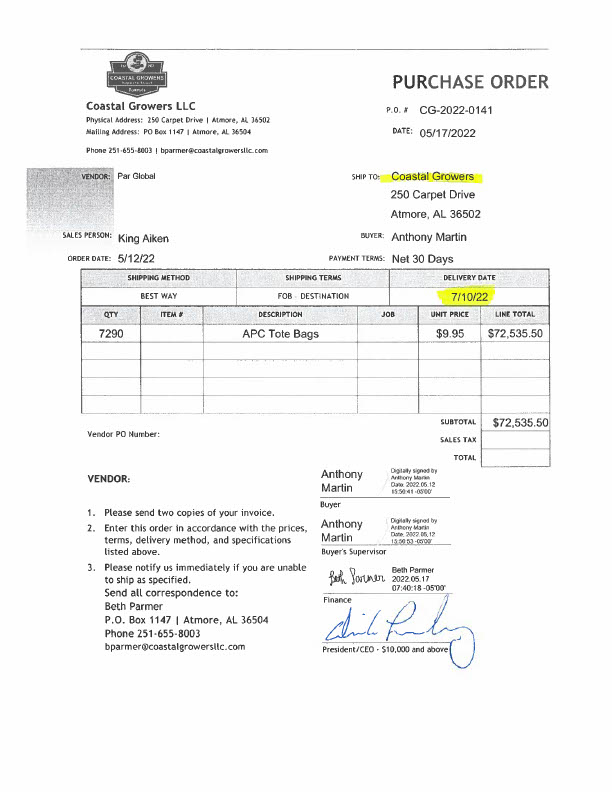 COASTAL GROWERS
PURCHASE ORDER
Coastal Growers LLC
Physical Address: 250 Carpet Drive | Atmore, AL 36502
Mailing Address: PO Box 1147 | Atmore, AL 36504
Phone 251-655-8003 | bparmer@coastalgrowersllc.com
P.O. # CG-2022-0141
DATE: 05/17/2022
VENDOR: Par Global
SHIP TO: Coastal Growers
250 Carpet Drive
Atmore, AL 36502
SALES PERSON: King Aiken
BUYER: Anthony Martin
ORDER DATE: 5/12/22
PAYMENT TERMS: Net 30 Days
SHIPPING METHOD SHIPPING TERMS DELIVERY DATE
BEST WAY FOB - DESTINATION 7/10/22
QTY ITEM # DESCRIPTION JOB UNIT PRICE LINE TOTAL
7290 APC Tote Bags $9.95 $72,535.50
SUBTOTAL $72,535.50
Vendor PO Number:
SALES TAX
TOTAL
VENDOR:
1. Please send two copies of your invoice.
2. Enter this order in accordance with the prices,
terms, delivery method, and specifications
listed above.
3. Please notify us immediately if you are unable
to ship as specified.
Send all correspondence to:
Beth Parmer
P.O. Box 1147 | Atmore, AL 36504
Phone 251-655-8003
bparmer@coastalgrowersllc.com
Anthony
Martin
Digitally signed by
Anthony Martin
Date: 2022.05.12
15:56:41 -05'00'
Buyer
Anthony
Martin
Digitally signed by
Anthony Martin
Date: 2022.05.12
15:56:53 -05'00'
Buyer's Supervisor
Beth Parmer
Beth Parmer
2022.05.17
07:40:18 -05'00'
Finance
President/CEO - $10,000 and above